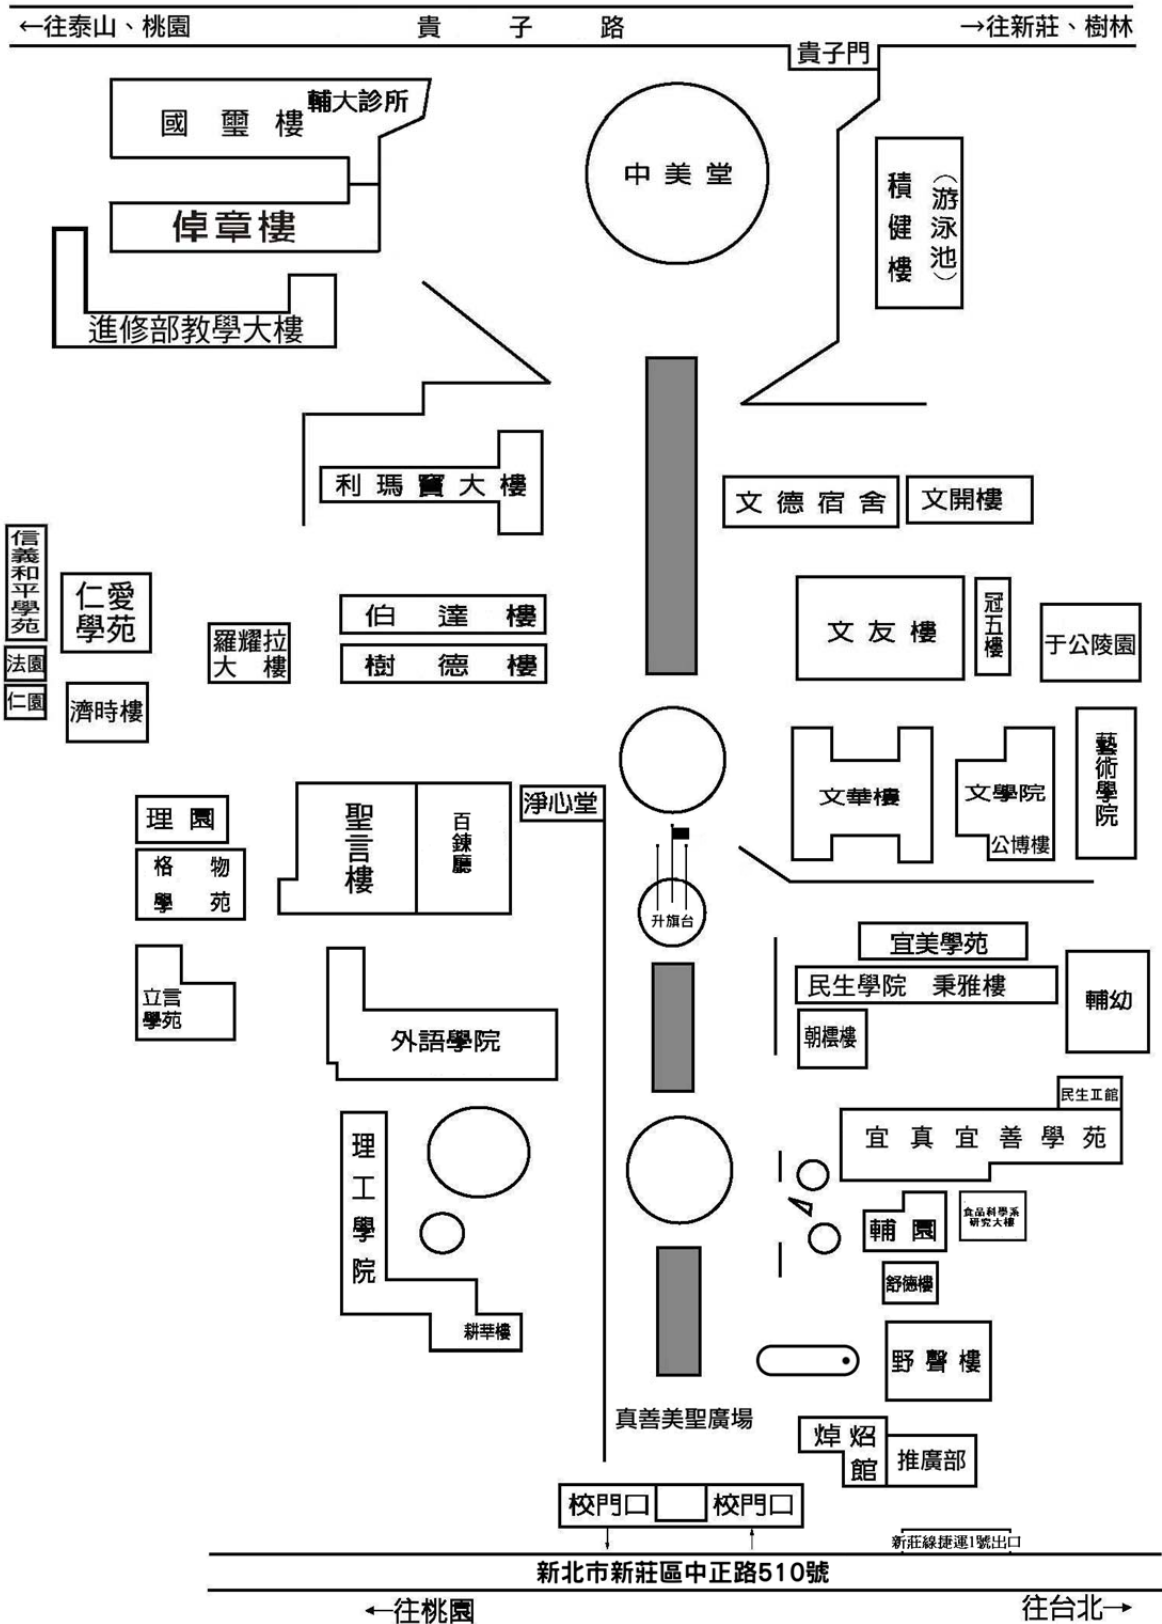 ←往泰山、桃園
貴子路
→往新莊、樹林
貴子門
輔大診所
國璽樓
中美堂
積健樓
（游泳池）
倬章樓
進修部教學大樓
利瑪竇大樓
文德宿舍
文開樓
信義和平學苑
仁愛
學苑
伯達樓
文友樓
冠五樓
于公陵園
羅耀拉
大樓
樹德樓
法園
仁園
濟時樓
藝術學院
淨心堂
文華樓
文學院
公博樓
理園
聖言樓
百鍊廳
格物
學苑
升旗台
宜美學苑
民生學院 秉雅樓
輔幼
立言
學苑
外語學院
朝橒樓
民生II館
宜真宜善學苑
理工學院
輔園
食品科學系
研究大樓
舒德樓
耕莘樓
野聲樓
真善美聖廣場
焯炤
館
推廣部
校門口
校門口
新莊線捷運1號出口
新北市新莊區中正路510號
←往桃園
往台北→